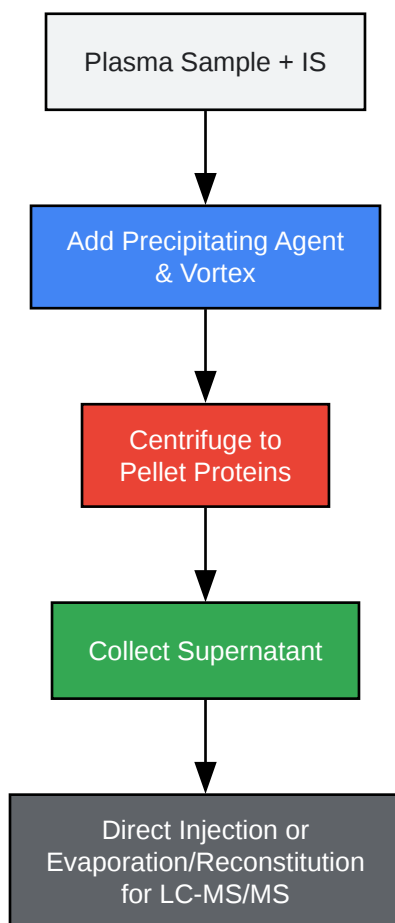 Plasma Sample + IS
Add Precipitating Agent
& Vortex
Centrifuge to
Pellet Proteins
Collect Supernatant
Direct Injection or
Evaporation/Reconstitution
for LC-MS/MS